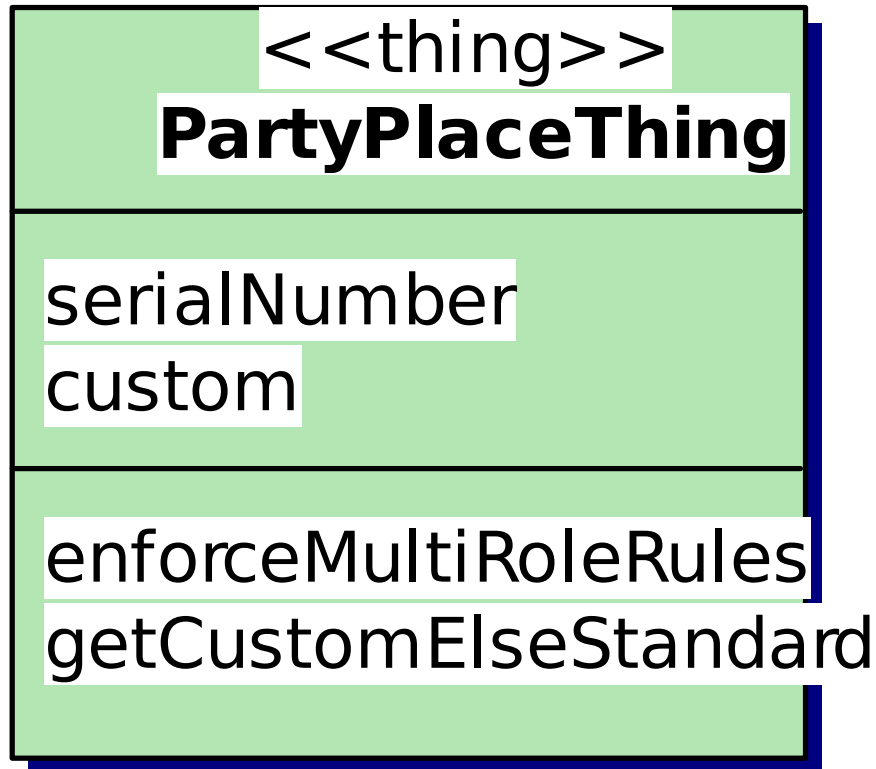 <<thing>>
PartyPlaceThing
serialNumber
custom
enforceMultiRoleRules
getCustomElseStandard